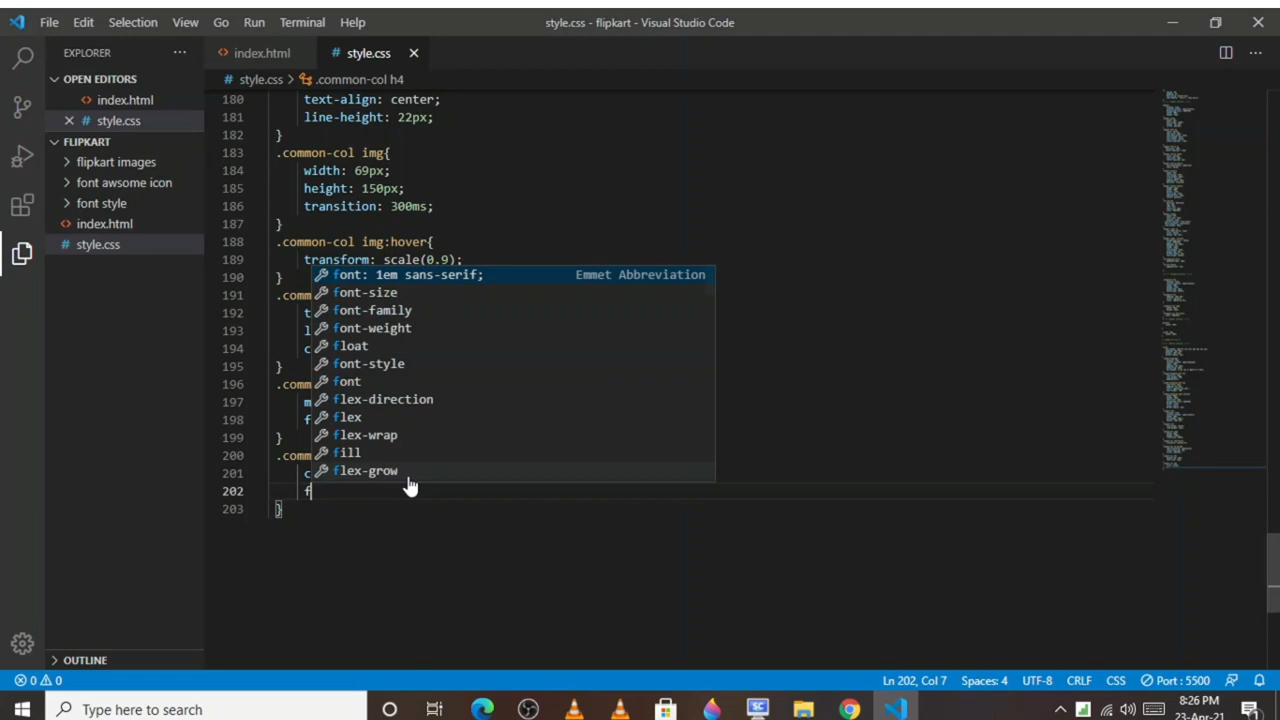 File Edit Selection View Go Run Terminal Help
style.css - flipkart - Visual Studio Code
EXPLORER
index.html
style.css
OPEN EDITORS
index.html
style.css
FLIPKART
flipkart images
font awsome icon
font style
index.html
style.css
OUTLINE
style.css > .common-col h4
180 text-align: center;
181 line-height: 22px;
182 }
183 .common-col img{
184 width: 69px;
185 height: 150px;
186 transition: 300ms;
187 }
188 .common-col img:hover{
189 transform: scale(0.9);
190 }
191 .comm
192 t
193 l
194 c
195 }
196 .comm
197 m
198 f
199 }
200 .comm
201 c
202 f
203 }
font: 1em sans-serif; Emmet Abbreviation
font-size
font-family
font-weight
float
font-style
font
flex-direction
flex
flex-wrap
fill
flex-grow
0 0
Ln 202, Col 7 Spaces: 4 UTF-8 CRLF CSS Port : 5500
Type here to search
8:26 PM
23-Apr-21
1